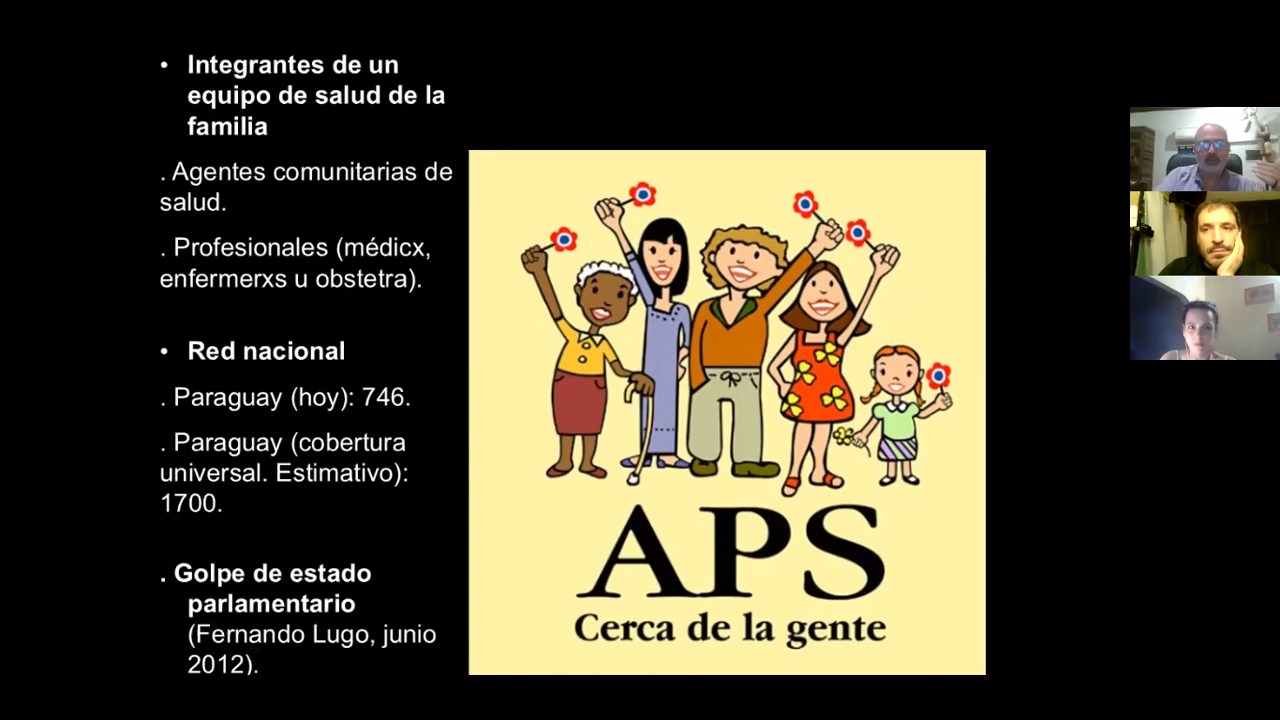 • Integrantes de un
equipo de salud de la
familia
. Agentes comunitarias de
salud.
. Profesionales (médicx,
enfermerxs u obstetra).
• Red nacional
. Paraguay (hoy): 746.
. Paraguay (cobertura
universal. Estimativo):
1700.
. Golpe de estado
parlamentario
(Fernando Lugo, junio
2012).
APS
Cerca de la gente